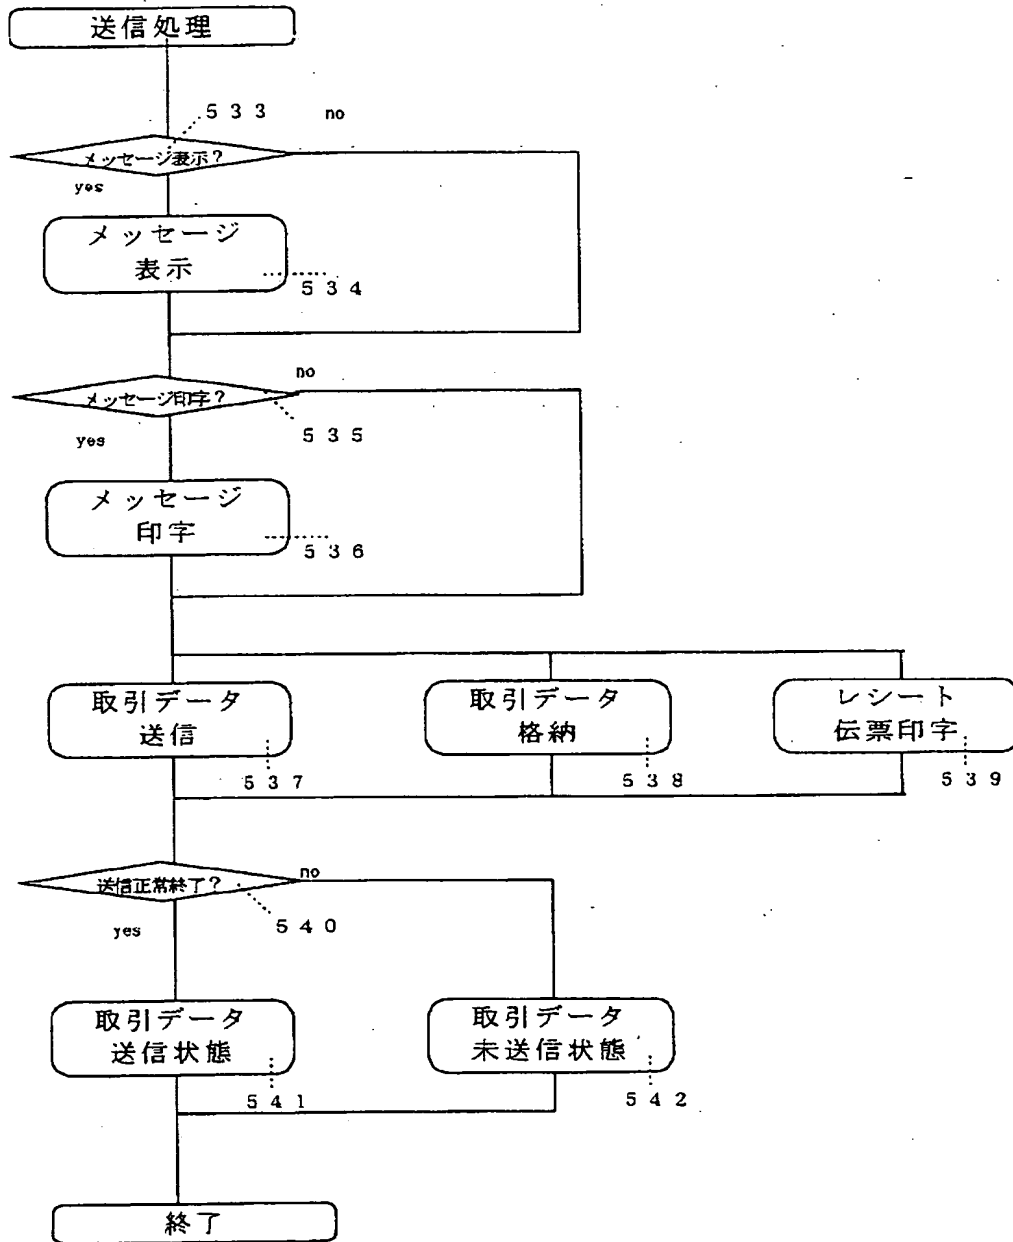 送信処理
５３３ no
メッセージ表示？
yes
メッセージ
表示
５３４
no
メッセージ印字？
yes
５３５
メッセージ
印字
５３６
取引データ
送信
５３７
取引データ
格納
５３８
レシート
伝票印字
５３９
no
送信正常終了？
yes
５４０
取引データ
送信状態
５４１
取引データ
未送信状態
５４２
終了